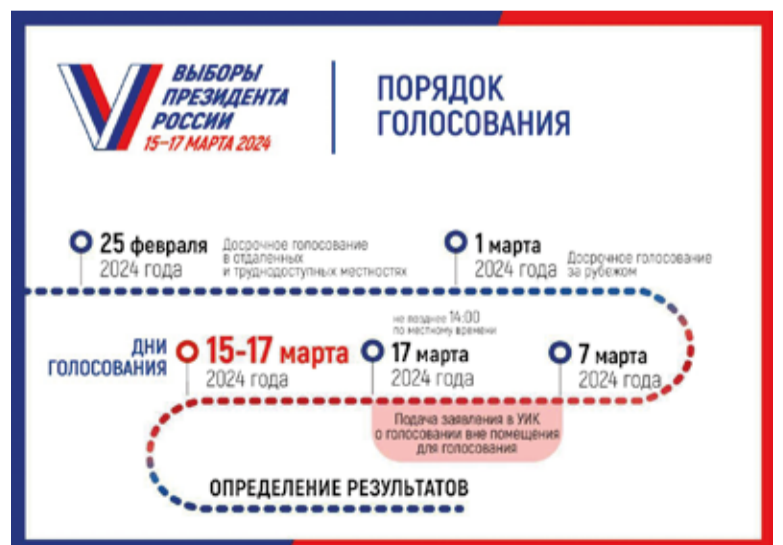 ВЫБОРЫ
ПРЕЗИДЕНТА
РОССИИ
15–17 МАРТА 2024
ПОРЯДОК
ГОЛОСОВАНИЯ
25 февраля
2024 года
Досрочное голосование
в отдаленных
и труднодоступных местностях
1 марта
2024 года
Досрочное голосование
за рубежом
ДНИ
ГОЛОСОВАНИЯ
15-17 марта
2024 года
не позднее 14:00
по местному времени
17 марта
2024 года
7 марта
2024 года
Подача заявления в УИК
о голосовании вне помещения
для голосования
ОПРЕДЕЛЕНИЕ РЕЗУЛЬТАТОВ